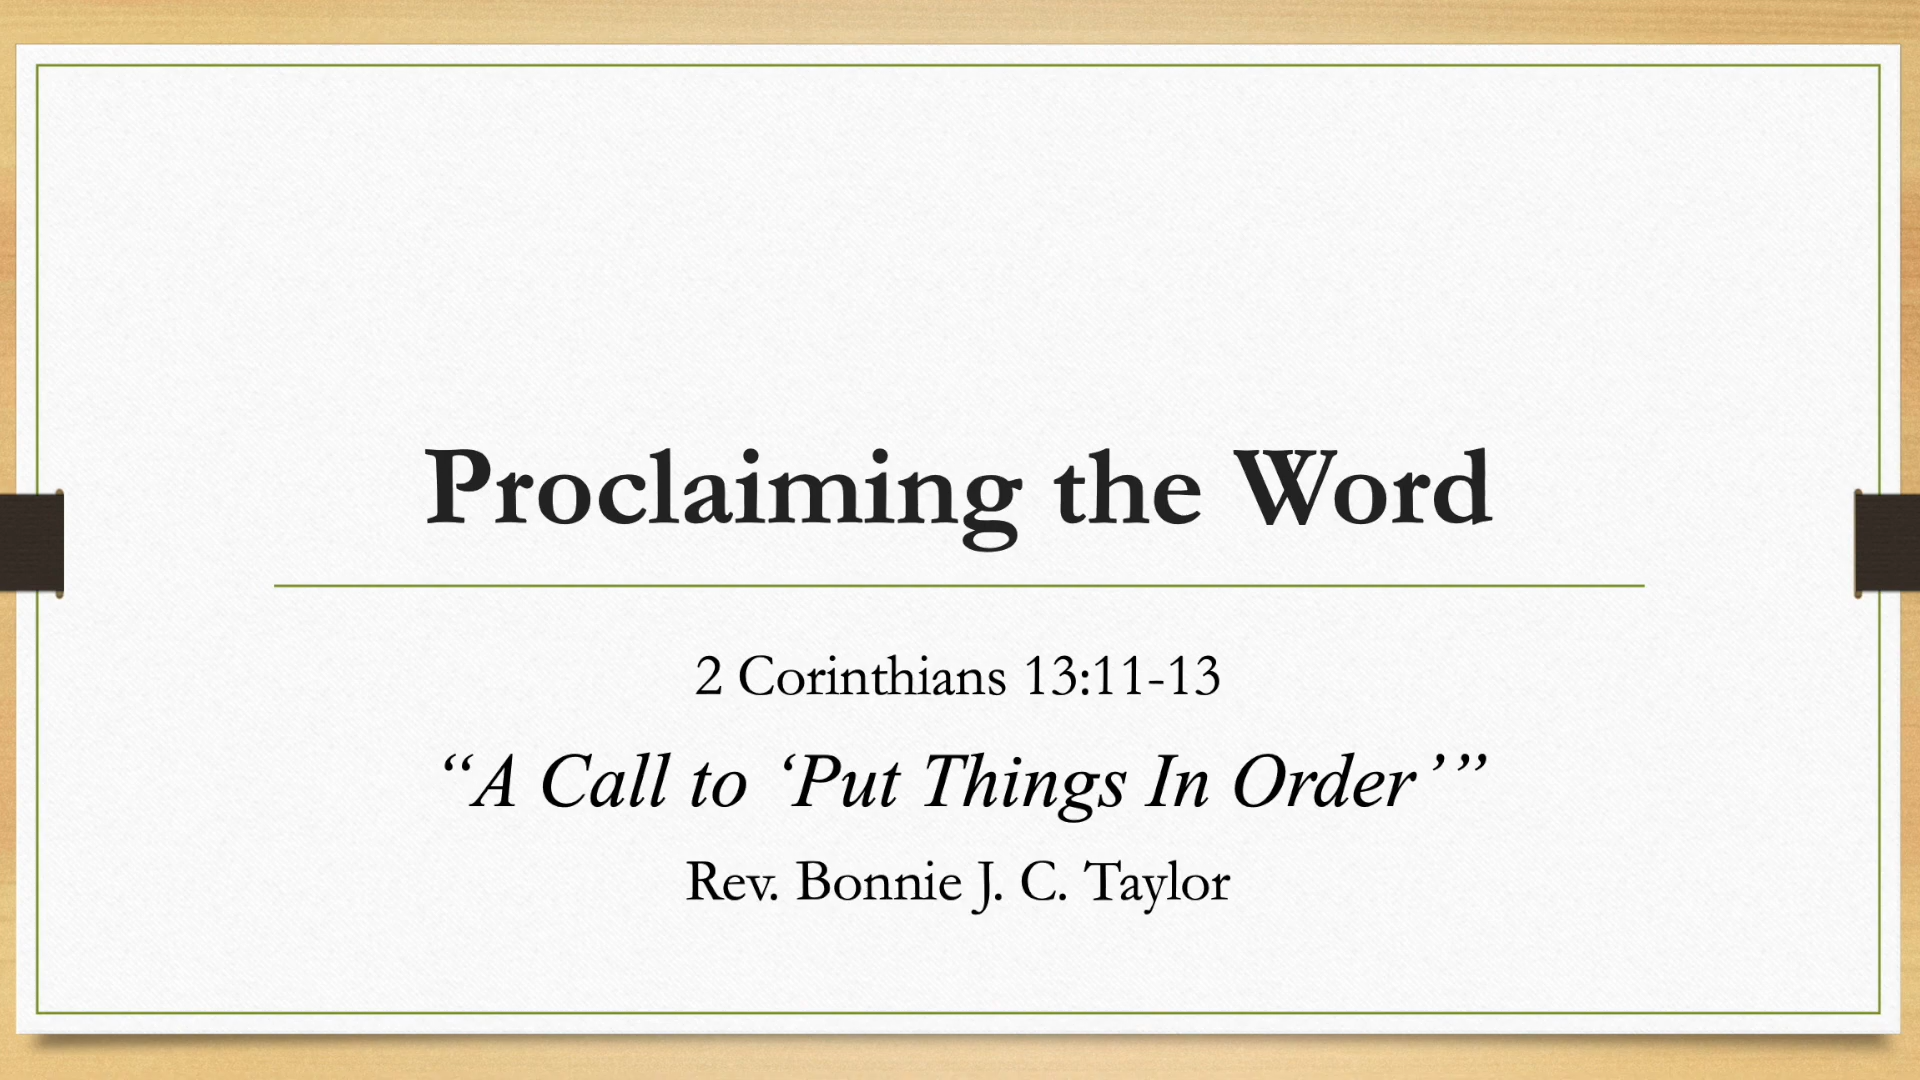 Proclaiming the Word
2 Corinthians 13:11-13
“A Call to ‘Put Things In Order’”
Rev. Bonnie J. C. Taylor